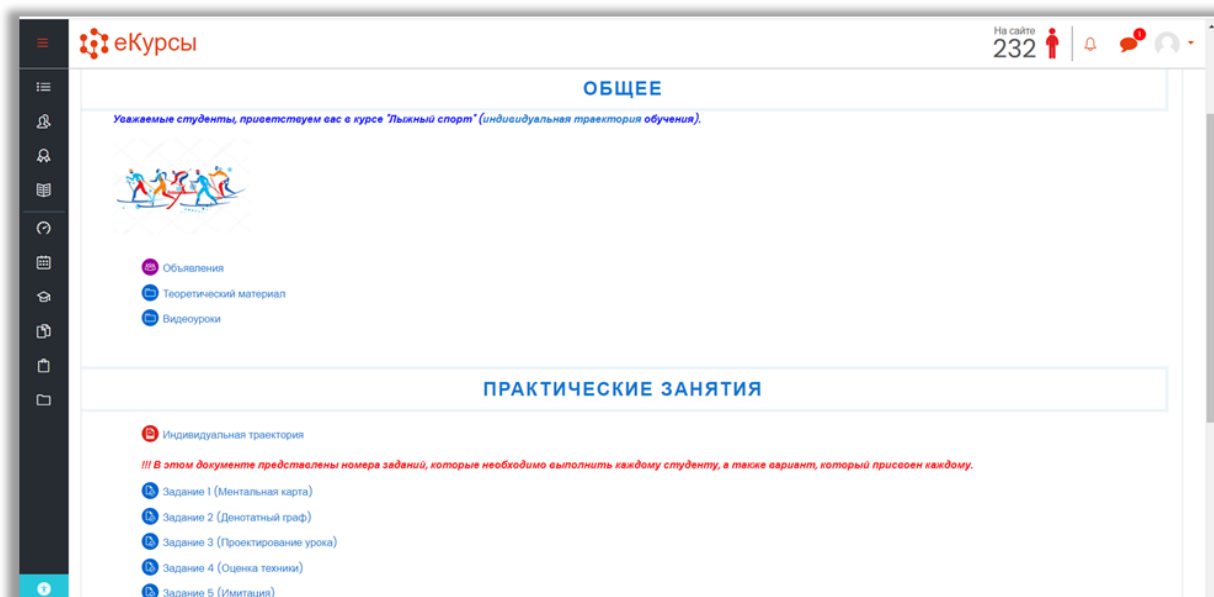 еКурсы
На сайте
232
1
ОБЩЕЕ
Уважаемые студенты, приветствуем вас в курсе "Лыжный спорт" (индивидуальная траектория обучения).
Объявления
Теоретический материал
Видеоуроки
ПРАКТИЧЕСКИЕ ЗАНЯТИЯ
Индивидуальная траектория
!!! В этом документе представлены номера заданий, которые необходимо выполнить каждому студенту, а также вариант, который присвоен каждому.
Задание 1 (Ментальная карта)
Задание 2 (Денотатный граф)
Задание 3 (Проектирование урока)
Задание 4 (Оценка техники)
Задание 5 (Имитация)